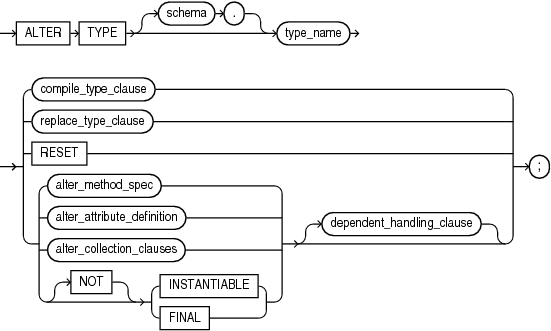 ALTER TYPE schema . type_name
compile_type_clause
replace_type_clause
RESET
;
alter_method_spec
alter_attribute_definition dependent_handling_clause
alter_collection_clauses
NOT INSTANTIABLE
FINAL